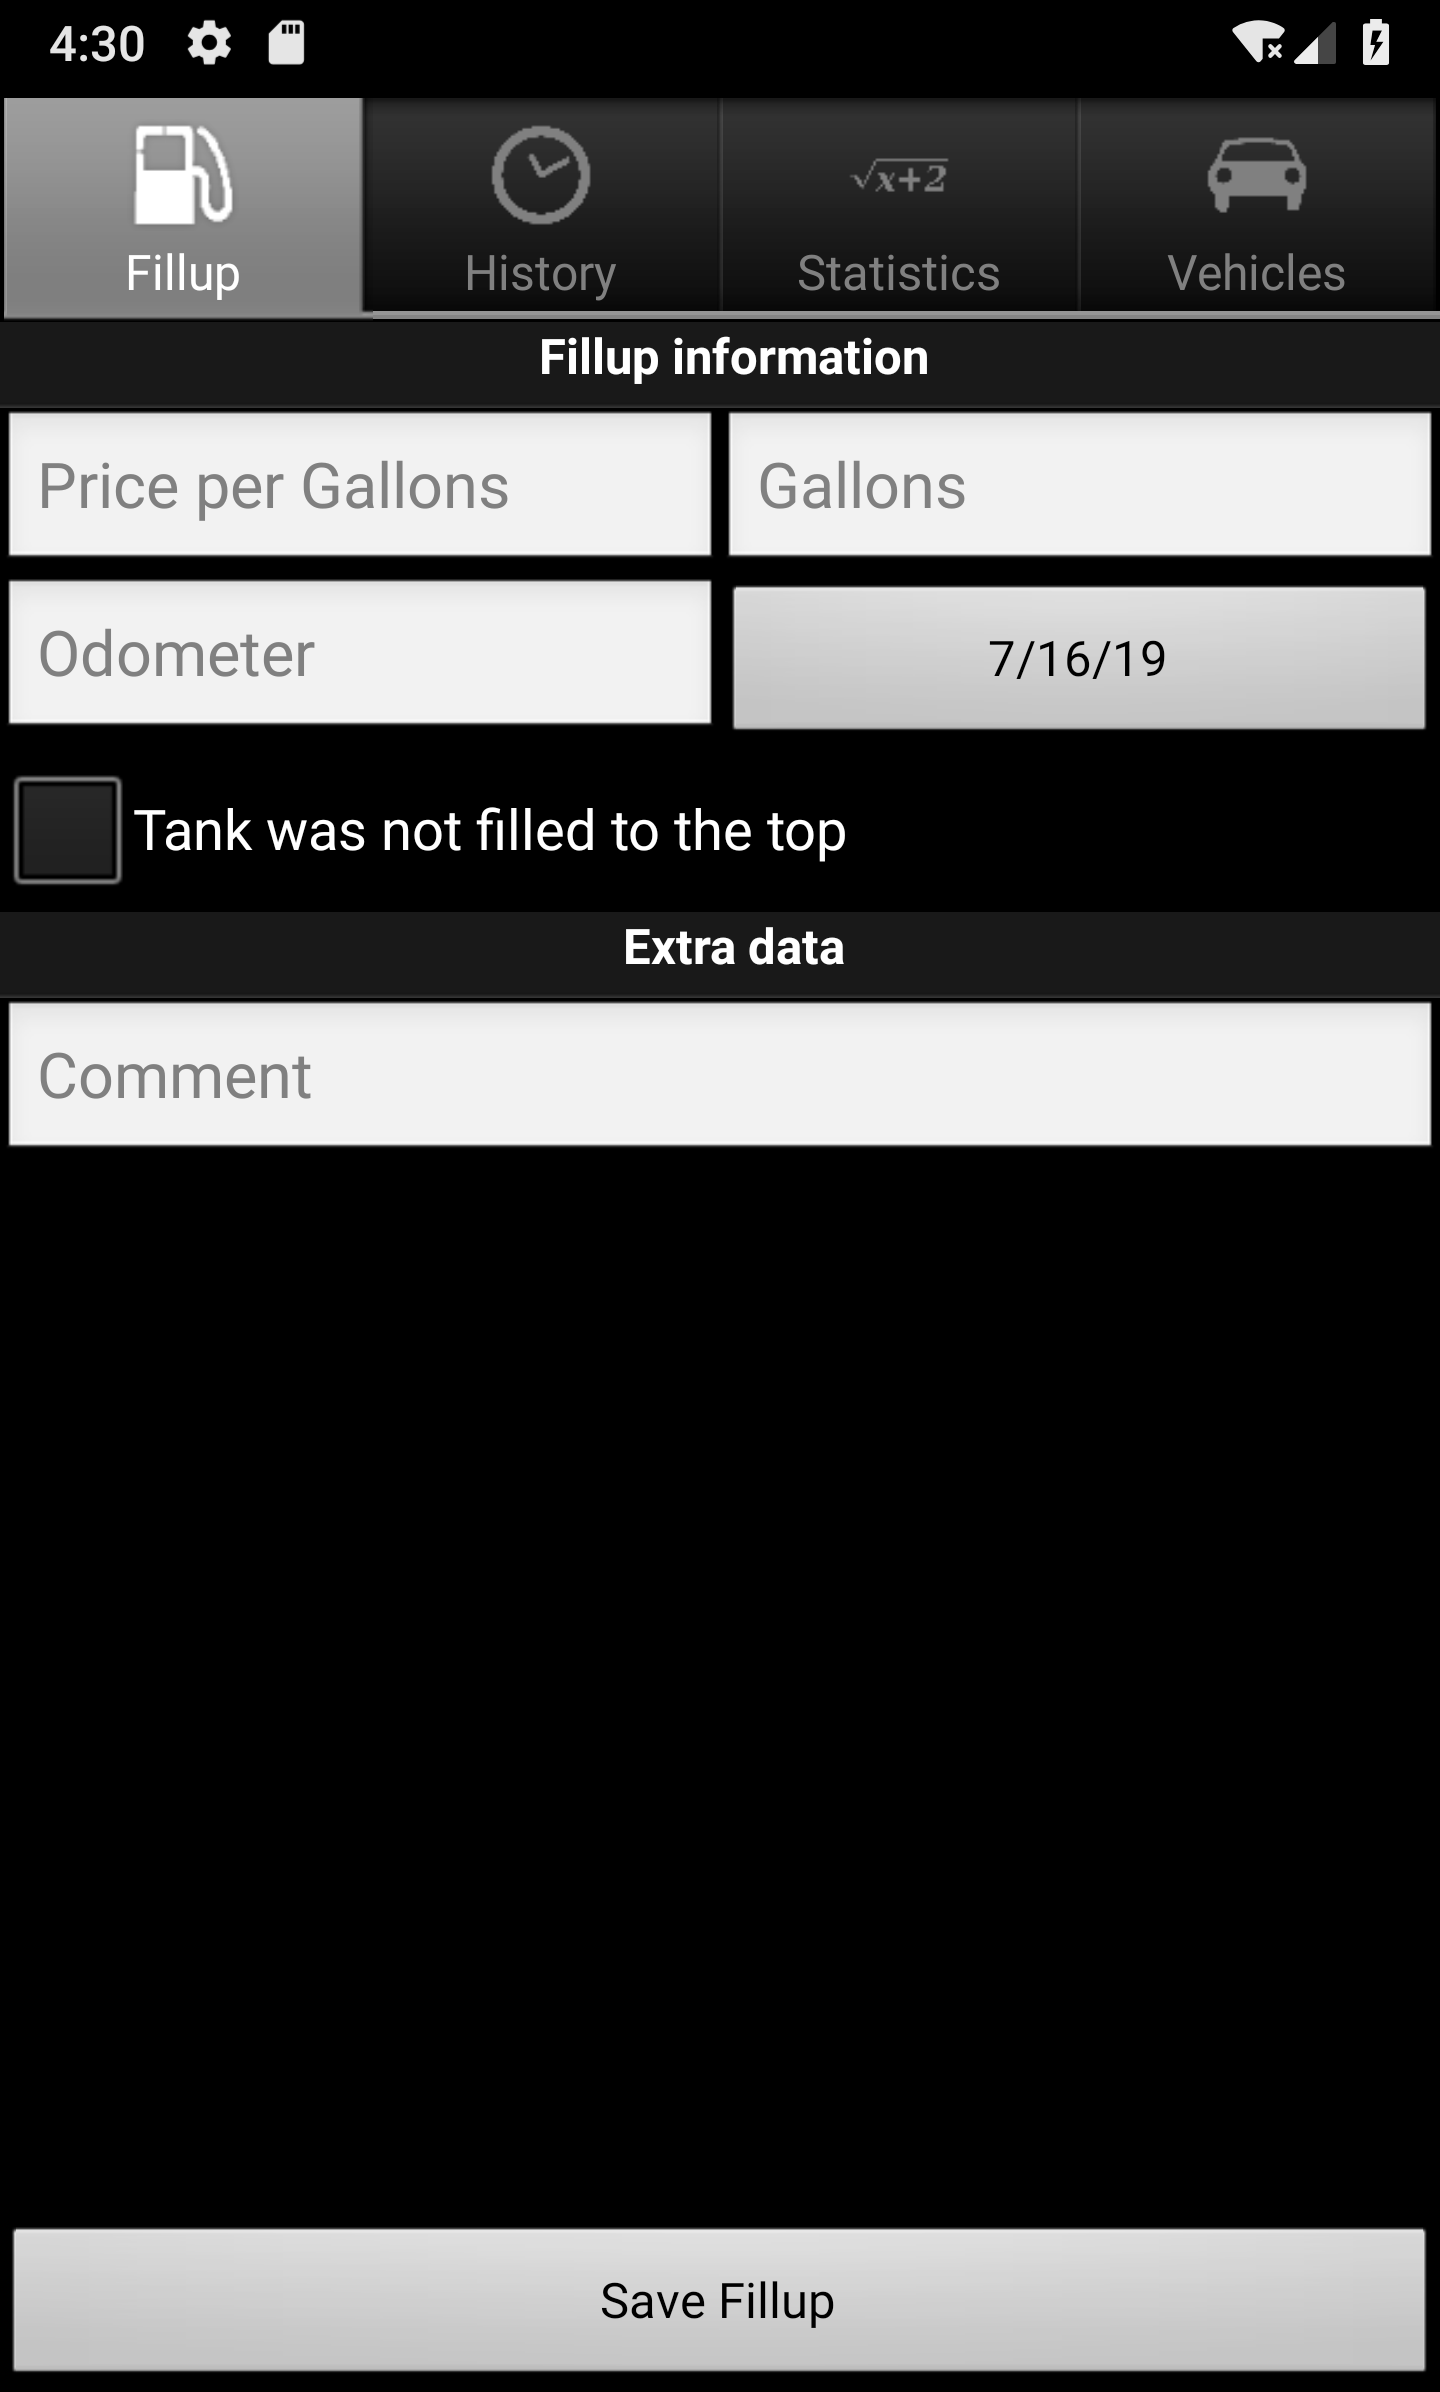 4:30
√x+2
Fillup History Statistics Vehicles
Fillup information
Price per Gallons Gallons
Odometer 7/16/19
Tank was not filled to the top
Extra data
Comment
Save Fillup